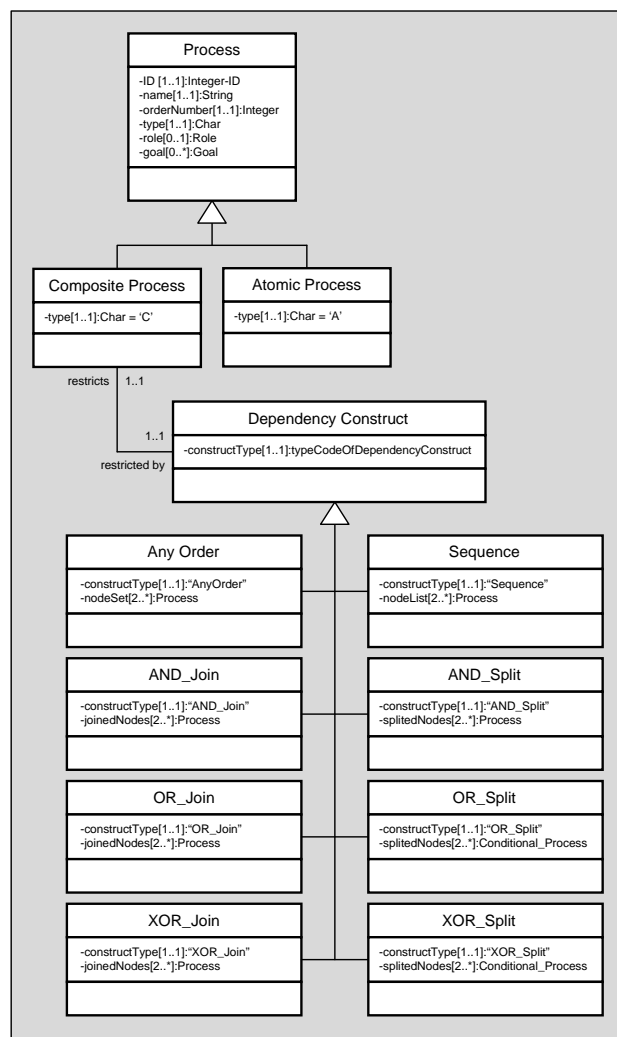 Process
-ID [1..1]:Integer-ID
-name[1..1]:String
-orderNumber[1..1]:Integer
-type[1..1]:Char
-role[0..1]:Role
-goal[0..*]:Goal
Composite Process
-type[1..1]:Char = ‘C’
Atomic Process
-type[1..1]:Char = ‘A’
restricts 1..1
Dependency Construct
-constructType[1..1]:typeCodeOfDependencyConstruct
1..1
restricted by
Any Order
-constructType[1..1]:“AnyOrder”
-nodeSet[2..*]:Process
Sequence
-constructType[1..1]:“Sequence”
-nodeList[2..*]:Process
AND_Join
-constructType[1..1]:“AND_Join”
-joinedNodes[2..*]:Process
AND_Split
-constructType[1..1]:“AND_Split”
-splitedNodes[2..*]:Process
OR_Join
-constructType[1..1]:“OR_Join”
-joinedNodes[2..*]:Process
OR_Split
-constructType[1..1]:“OR_Split”
-splitedNodes[2..*]:Conditional_Process
XOR_Join
-constructType[1..1]:“XOR_Join”
-joinedNodes[2..*]:Process
XOR_Split
-constructType[1..1]:“XOR_Split”
-splitedNodes[2..*]:Conditional_Process